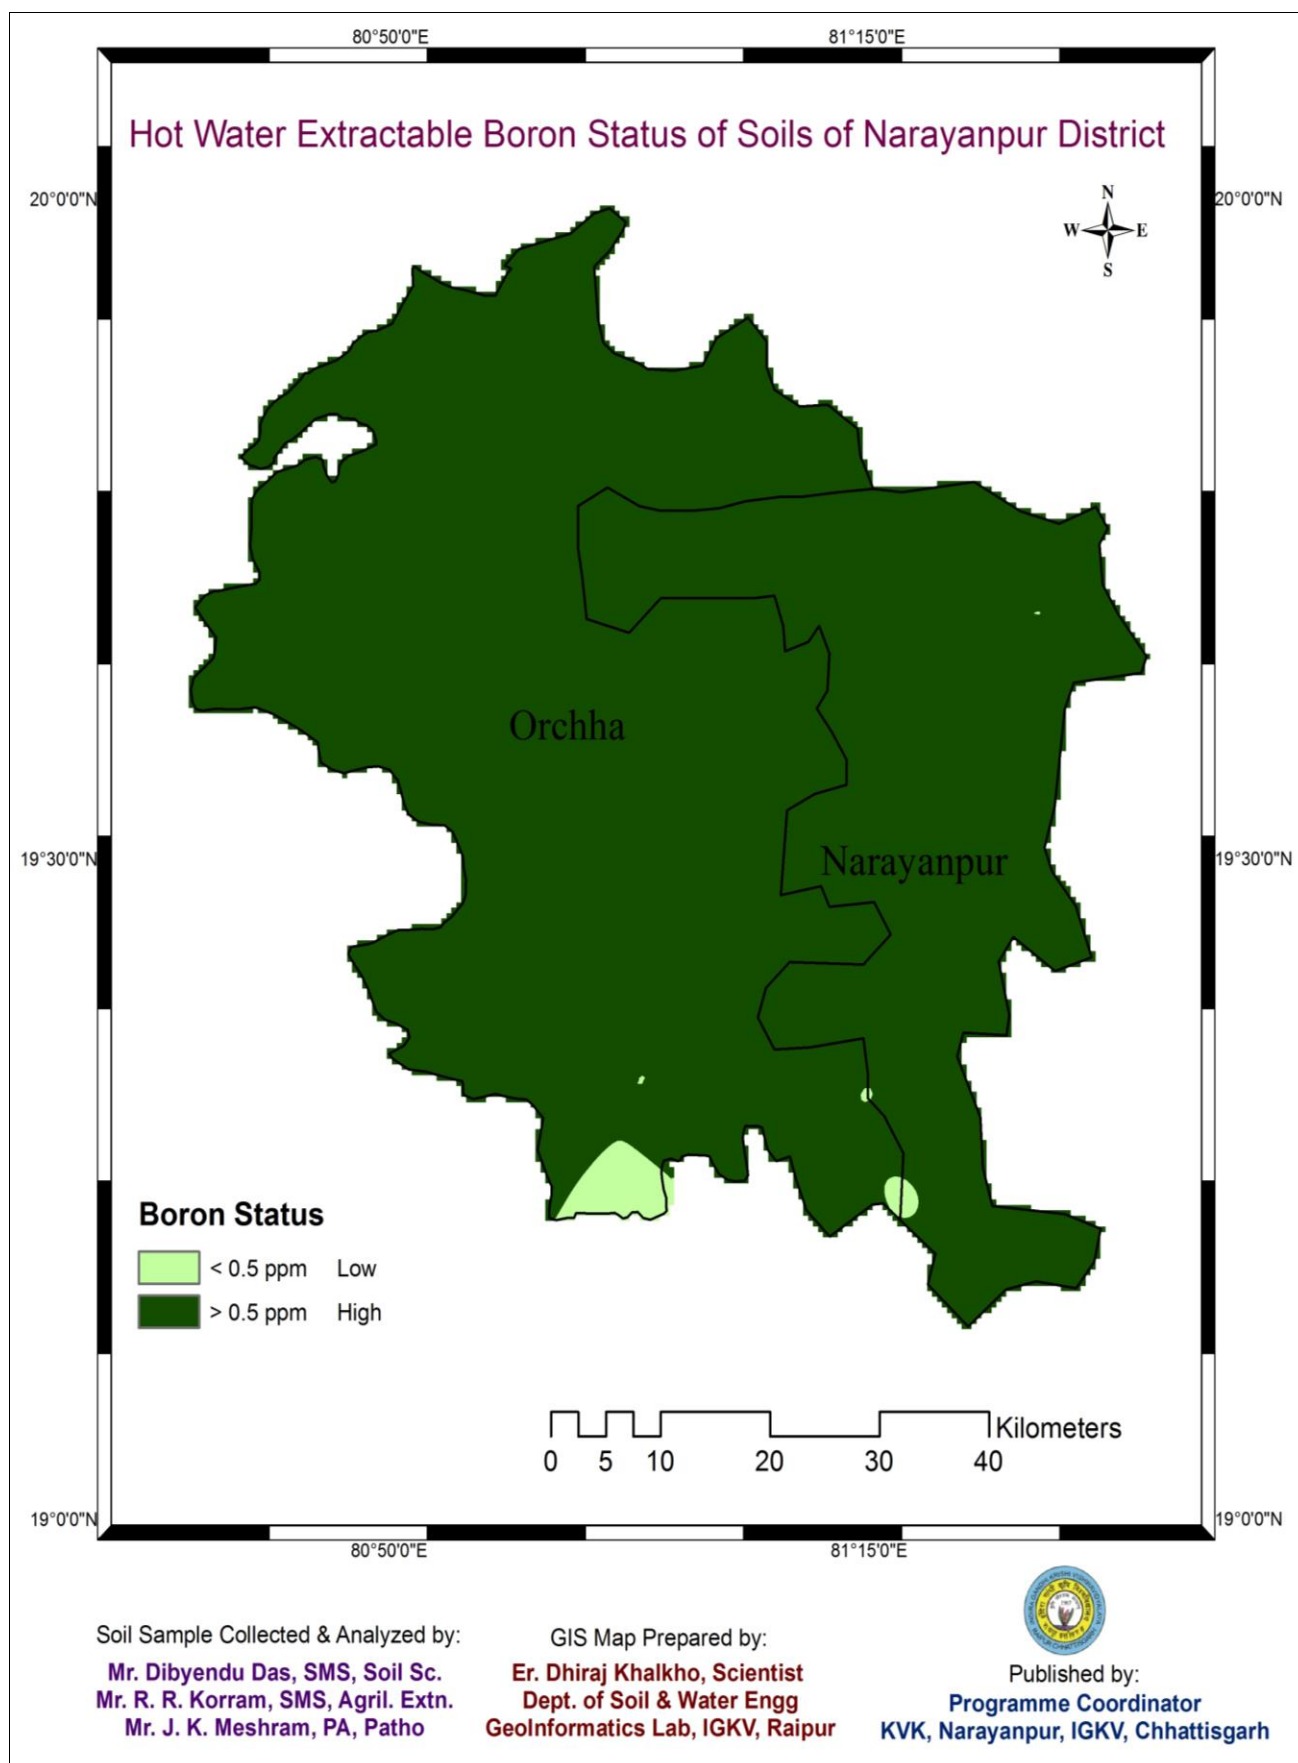 80°50'0"E 81°15'0"E
Hot Water Extractable Boron Status of Soils of Narayanpur District
20°0'0"N 20°0'0"N
N
W E
S
Orchha
19°30'0"N 19°30'0"N
Narayanpur
Boron Status
< 0.5 ppm Low
> 0.5 ppm High
Kilometers
0 5 10 20 30 40
19°0'0"N 19°0'0"N
80°50'0"E 81°15'0"E
Soil Sample Collected & Analyzed by:
Mr. Dibyendu Das, SMS, Soil Sc.
Mr. R. R. Korram, SMS, Agril. Extn.
Mr. J. K. Meshram, PA, Patho
GIS Map Prepared by:
Er. Dhiraj Khalkho, Scientist
Dept. of Soil & Water Engg
GeoInformatics Lab, IGKV, Raipur
Published by:
Programme Coordinator
KVK, Narayanpur, IGKV, Chhattisgarh